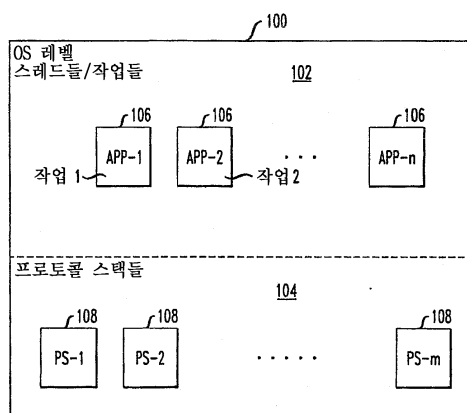 100
OS 레벨
스레드들/작업들
102
106 106 106
APP-1 APP-2 . . . APP-n
작업 1 작업 2
프로토콜 스택들
104
108 108 108
PS-1 PS-2 . . . . . PS-m